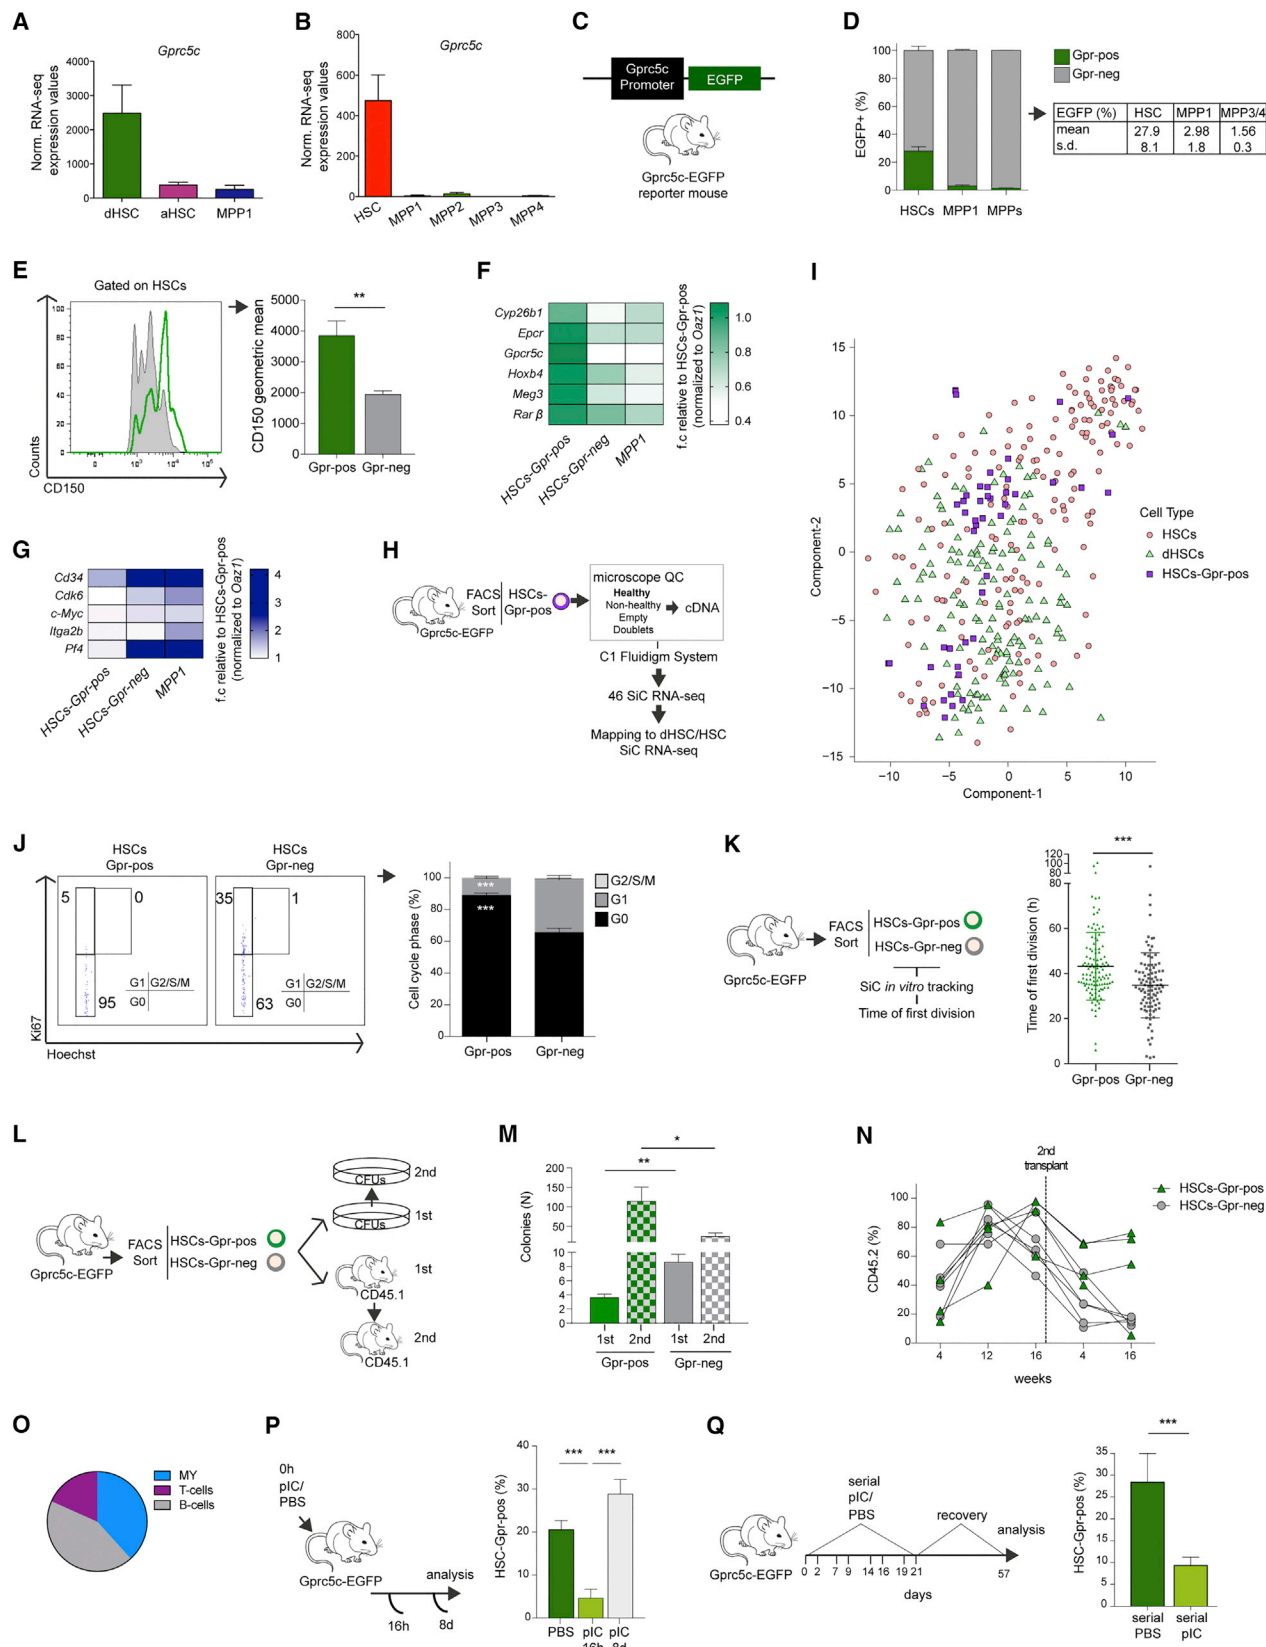 A
Gprc5c
Norm. RNA-seq
expression values
4000
3000
2000
1000
0
dHSC aHSC MPP1
B
Gprc5c
Norm. RNA-seq
expression values
800
600
400
200
0
HSC MPP1 MPP2 MPP3 MPP4
C
Gprc5c
Promoter
EGFP
Gprc5c-EGFP
reporter mouse
D
EGFP+ (%)
100
80
60
40
20
0
HSCs MPP1 MPPs
Gpr-pos
Gpr-neg
EGFP (%) HSC MPP1 MPP3/4
mean 27.9 2.98 1.56
s.d. 8.1 1.8 0.3
E
Gated on HSCs
Counts
100
80
60
40
20
0
0 10³ 10⁴ 10⁵
CD150
CD150 geometric mean
5000
4000
3000
2000
1000
0
**
Gpr-pos Gpr-neg
F
Cyp26b1
Epcr
Gpcr5c
Hoxb4
Meg3
Rar β
HSCs-Gpr-pos
HSCs-Gpr-neg
MPP1
1.0
0.8
0.6
0.4
f.c relative to HSCs-Gpr-pos
(normalized to Oaz1)
G
Cd34
Cdk6
c-Myc
Itga2b
Pf4
HSCs-Gpr-pos
HSCs-Gpr-neg
MPP1
4
3
2
1
f.c relative to HSCs-Gpr-pos
(normalized to Oaz1)
H
Gprc5c-EGFP
FACS
Sort
HSCs-
Gpr-pos
microscope QC
Healthy
Non-healthy
Empty
Doublets
cDNA
C1 Fluidigm System
46 SiC RNA-seq
Mapping to dHSC/HSC
SiC RNA-seq
I
Component-2
15
10
5
0
−5
−10
−15
−10 −5 0 5 10
Component-1
Cell Type
HSCs
dHSCs
HSCs-Gpr-pos
J
HSCs
Gpr-pos
HSCs
Gpr-neg
5 0
95
G1 G2/S/M
G0
35 1
63
G1 G2/S/M
G0
Ki67
Hoechst
Cell cycle phase (%)
100
80
60
40
20
0
***
***
Gpr-pos Gpr-neg
G2/S/M
G1
G0
K
Gprc5c-EGFP
FACS
Sort
HSCs-Gpr-pos
HSCs-Gpr-neg
SiC in vitro tracking
Time of first division
Time of first division (h)
120
100
80
80
60
40
20
0
***
Gpr-pos Gpr-neg
L
Gprc5c-EGFP
FACS
Sort
HSCs-Gpr-pos
HSCs-Gpr-neg
CFUs 2nd
CFUs 1st
CD45.1 1st
CD45.1 2nd
M
Colonies (N)
200
150
100
50
10
8
6
4
2
0
*
**
1st 2nd 1st 2nd
Gpr-pos Gpr-neg
N
2nd
transplant
CD45.2 (%)
100
80
60
40
20
0
4 12 16 4 16
weeks
HSCs-Gpr-pos
HSCs-Gpr-neg
O
MY
T-cells
B-cells
P
0h
pIC/
PBS
Gprc5c-EGFP
analysis
16h 8d
HSC-Gpr-pos (%)
40
30
20
10
0
*** ***
PBS pIC pIC
16h 8d
Q
Gprc5c-EGFP
serial
pIC/
PBS
recovery
analysis
0 2 7 9 14 16 19 21 57
days
HSC-Gpr-pos (%)
35
30
25
20
15
10
5
0
***
serial serial
PBS pIC